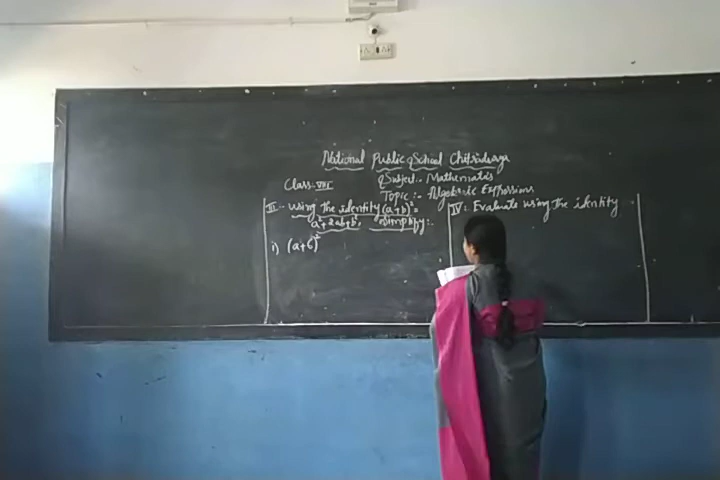 National Public School Chitradurga
Class:- VIII
Subject:- Mathematics
Topic:- Algebraic Expressions
III:- using the identity (a+b)²=
a²+2ab+b², simplify:-
i) (a+6)²
IV: Evaluate using the identity